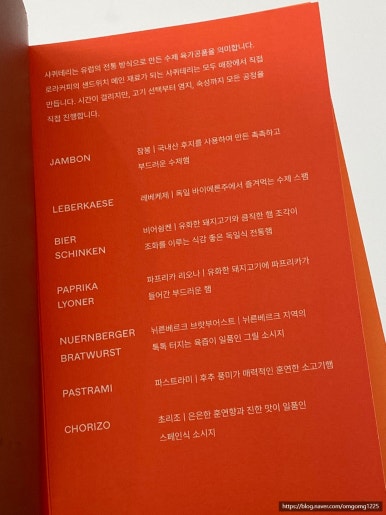 샤퀴테리는 유럽의 전통 방식으로 만든 수제 육가공품을 의미합니다.
로라커피의 샌드위치 메인 재료가 되는 샤퀴테리는 모두 매장에서 직접
만듭니다. 시간이 걸리지만, 고기 선택부터 염지, 숙성까지 모든 공정을
직접 진행합니다.
JAMBON
잠봉 | 국내산 후지를 사용하여 만든 촉촉하고
부드러운 수제햄
LEBERKAESE
레베케제 | 독일 바이에른주에서 즐겨먹는 수제 스팸
BIER
SCHINKEN
비어쉼켄 | 유화한 돼지고기와 큼직한 햄 조각이
조화를 이루는 식감 좋은 독일식 전통햄
PAPRIKA
LYONER
파프리카 리오나 | 유화한 돼지고기에 파프리카가
들어간 부드러운 햄
NUERNBERGER
BRATWURST
뉘른베르크 브랏부어스트 | 뉘른베르크 지역의
톡톡 터지는 육즙이 일품인 그릴 소시지
PASTRAMI
파스트라미 | 후추 풍미가 매력적인 훈연한 소고기햄
CHORIZO
초리조 | 은은한 훈연향과 진한 맛이 일품인
스페인식 소시지
https://blog.naver.com/omgomg1225